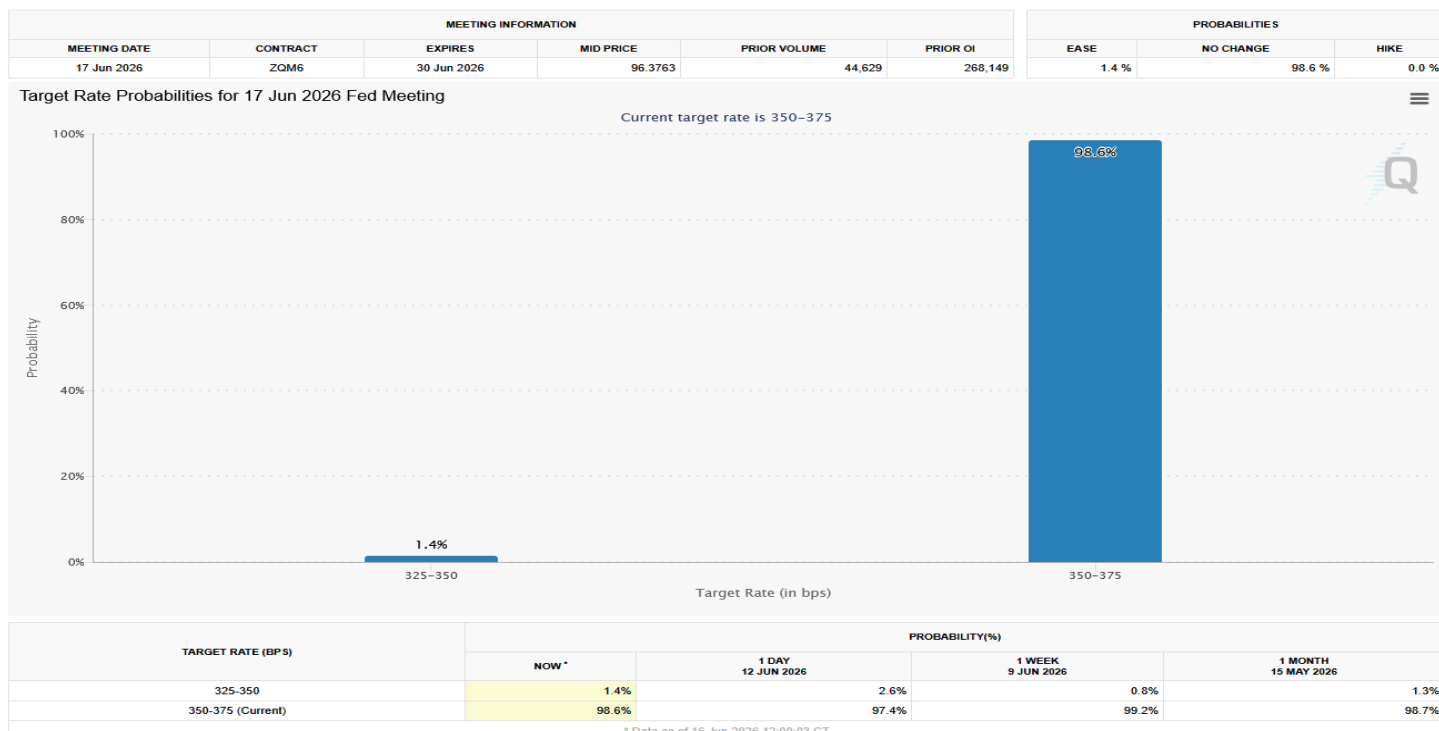 MEETING INFORMATION
MEETING DATE CONTRACT EXPIRES MID PRICE PRIOR VOLUME PRIOR OI
17 Jun 2026 ZQM6 30 Jun 2026 96.3763 44,629 268,149
PROBABILITIES
EASE NO CHANGE HIKE
1.4 % 98.6 % 0.0 %
Target Rate Probabilities for 17 Jun 2026 Fed Meeting
Current target rate is 350–375
100%
80%
60%
40%
20%
0%
Probability
1.4%
98.6%
Q
325–350
350–375
Target Rate (in bps)
TARGET RATE (BPS)
PROBABILITY(%)
NOW *
1 DAY
12 JUN 2026
1 WEEK
9 JUN 2026
1 MONTH
15 MAY 2026
325-350 1.4% 2.6% 0.8% 1.3%
350-375 (Current) 98.6% 97.4% 99.2% 98.7%
* Data as of